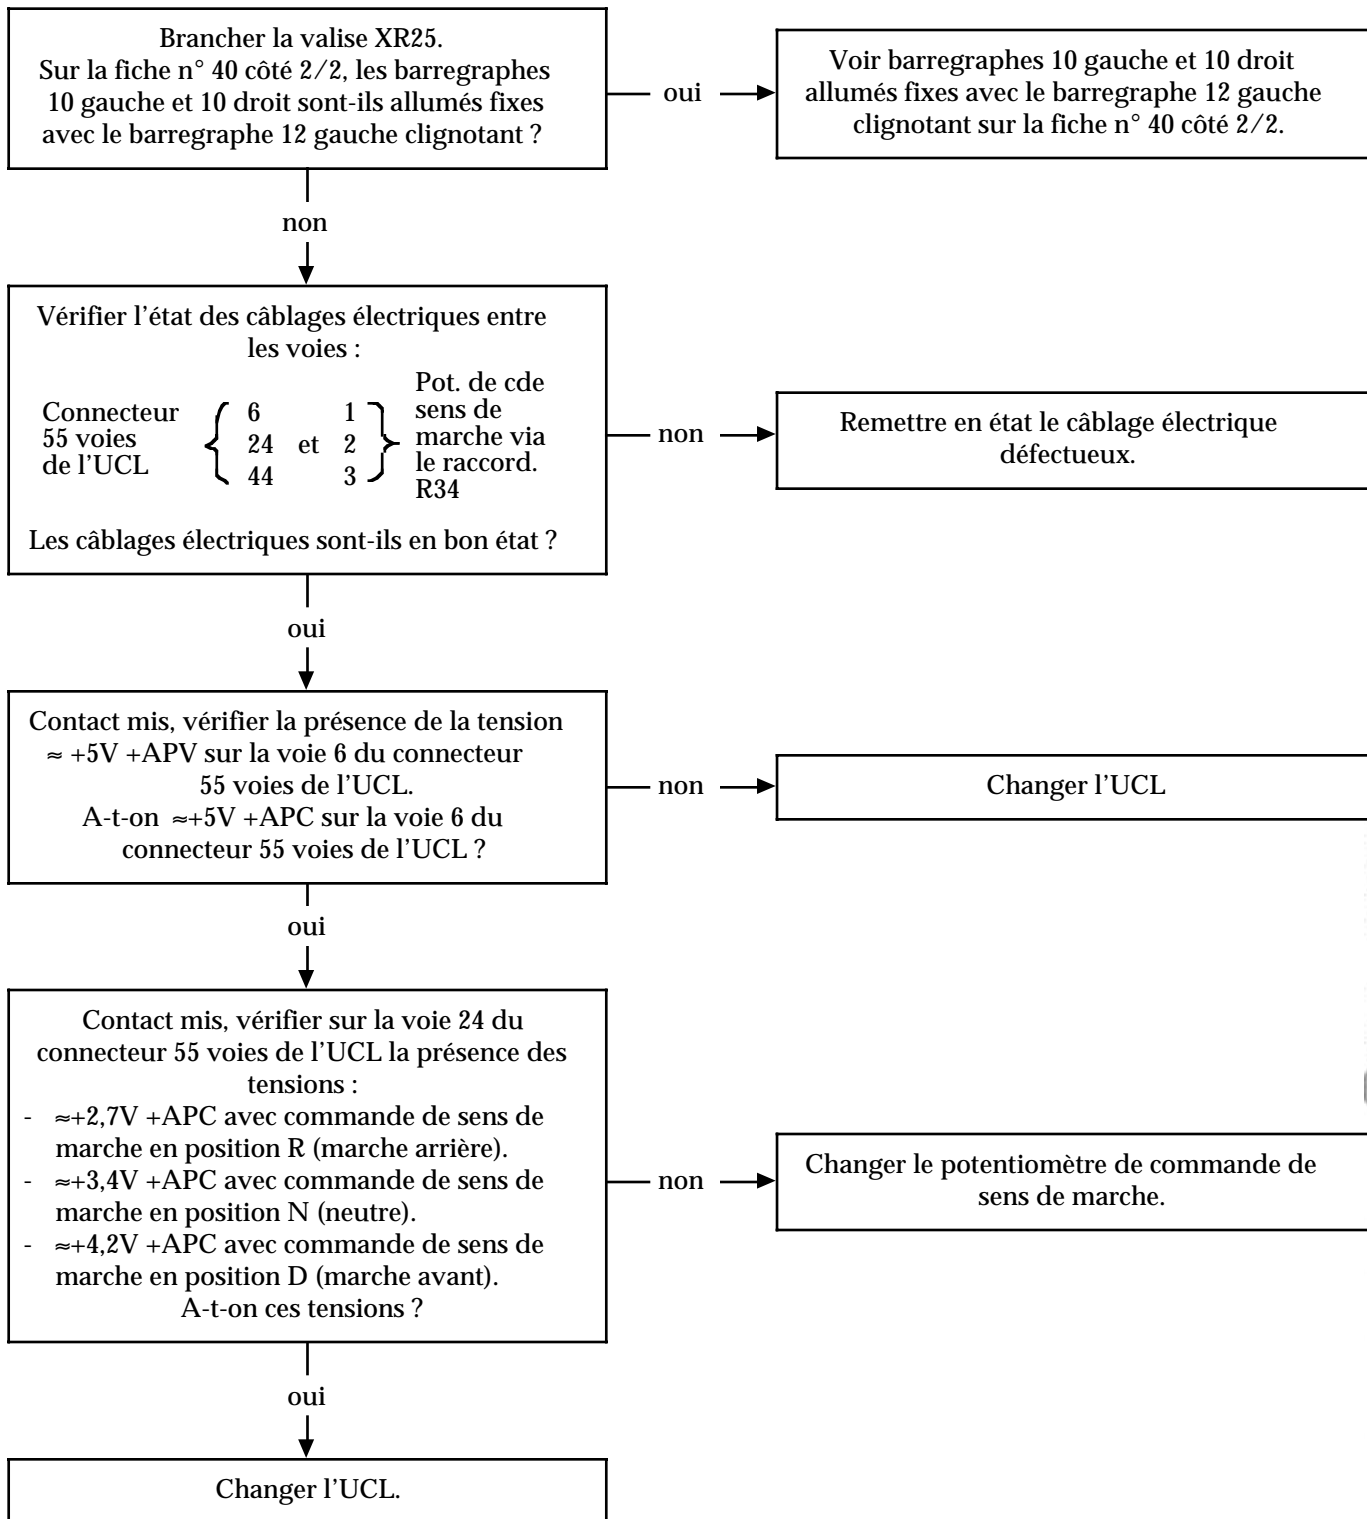 Brancher la valise XR25.
Sur la fiche n° 40 côté 2/2, les barregraphes
10 gauche et 10 droit sont-ils allumés fixes
avec le barregraphe 12 gauche clignotant ?
oui
Voir barregraphes 10 gauche et 10 droit
allumés fixes avec le barregraphe 12 gauche
clignotant sur la fiche n° 40 côté 2/2.
non
Vérifier l'état des câblages électriques entre
les voies :
Connecteur
55 voies
de l'UCL
6 1
24 et 2
44 3
Pot. de cde
sens de
marche via
le raccord.
R34
Les câblages électriques sont-ils en bon état ?
non
Remettre en état le câblage électrique
défectueux.
oui
Contact mis, vérifier la présence de la tension
≈ +5V +APV sur la voie 6 du connecteur
55 voies de l'UCL.
A-t-on ≈+5V +APC sur la voie 6 du
connecteur 55 voies de l'UCL ?
non
Changer l'UCL
oui
Contact mis, vérifier sur la voie 24 du
connecteur 55 voies de l'UCL la présence des
tensions :
- ≈+2,7V +APC avec commande de sens de
marche en position R (marche arrière).
- ≈+3,4V +APC avec commande de sens de
marche en position N (neutre).
- ≈+4,2V +APC avec commande de sens de
marche en position D (marche avant).
A-t-on ces tensions ?
non
Changer le potentiomètre de commande de
sens de marche.
oui
Changer l'UCL.